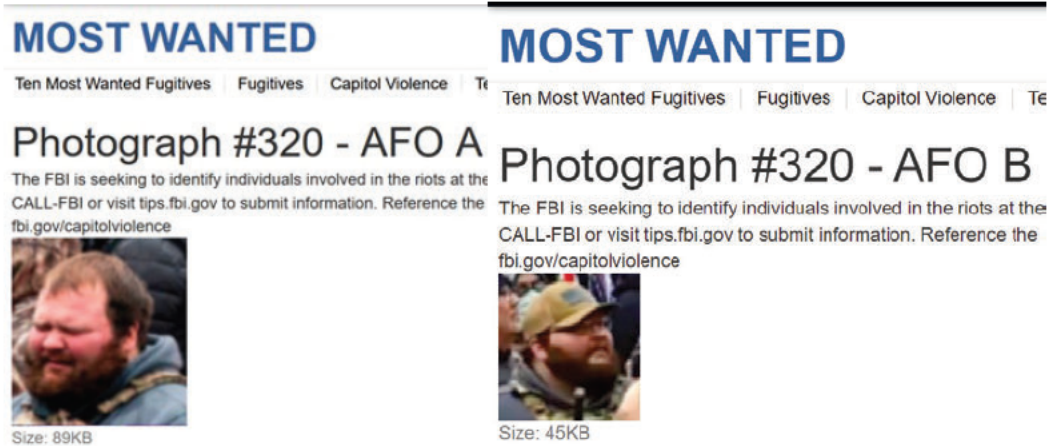 MOST WANTED
Ten Most Wanted Fugitives Fugitives Capitol Violence Te
Photograph #320 - AFO A
The FBI is seeking to identify individuals involved in the riots at the
CALL-FBI or visit tips.fbi.gov to submit information. Reference the
fbi.gov/capitolviolence
Size: 89KB
MOST WANTED
Ten Most Wanted Fugitives Fugitives Capitol Violence Te
Photograph #320 - AFO B
The FBI is seeking to identify individuals involved in the riots at the
CALL-FBI or visit tips.fbi.gov to submit information. Reference the
fbi.gov/capitolviolence
Size: 45KB